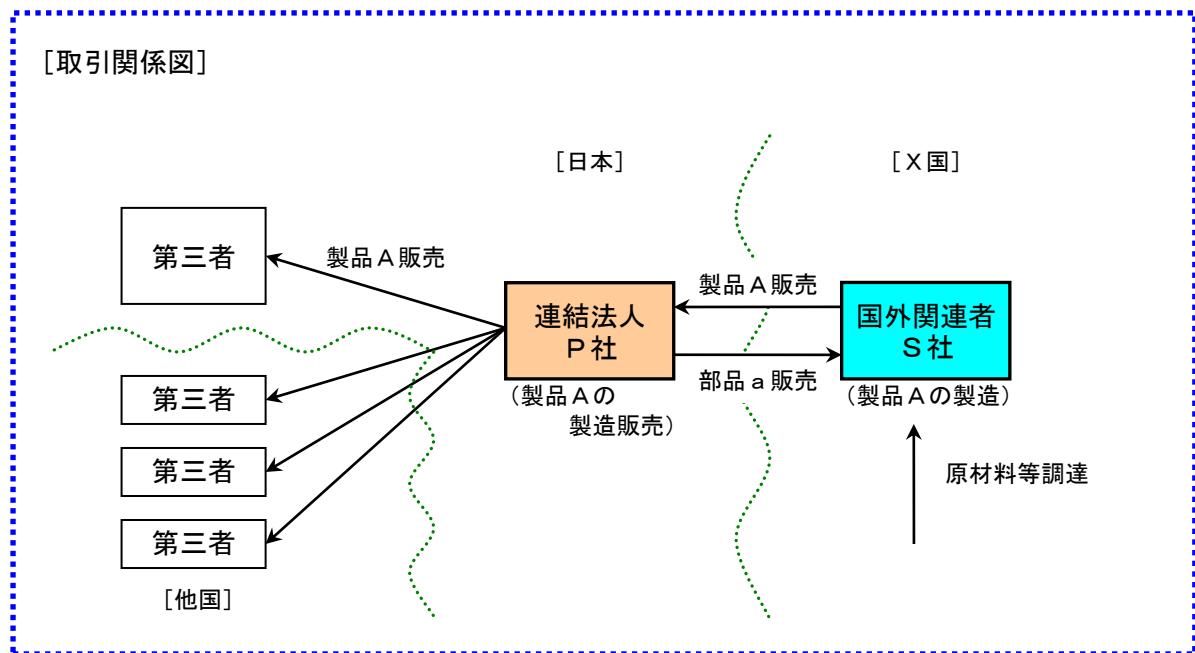 ［取引関係図］
［日本］
［Ｘ国］
第三者
製品Ａ販売
製品Ａ販売
連結法人
Ｐ社
国外関連者
Ｓ社
部品ａ販売
（製品Ａの
製造販売）
（製品Ａの製造）
第三者
第三者
原材料等調達
第三者
［他国］